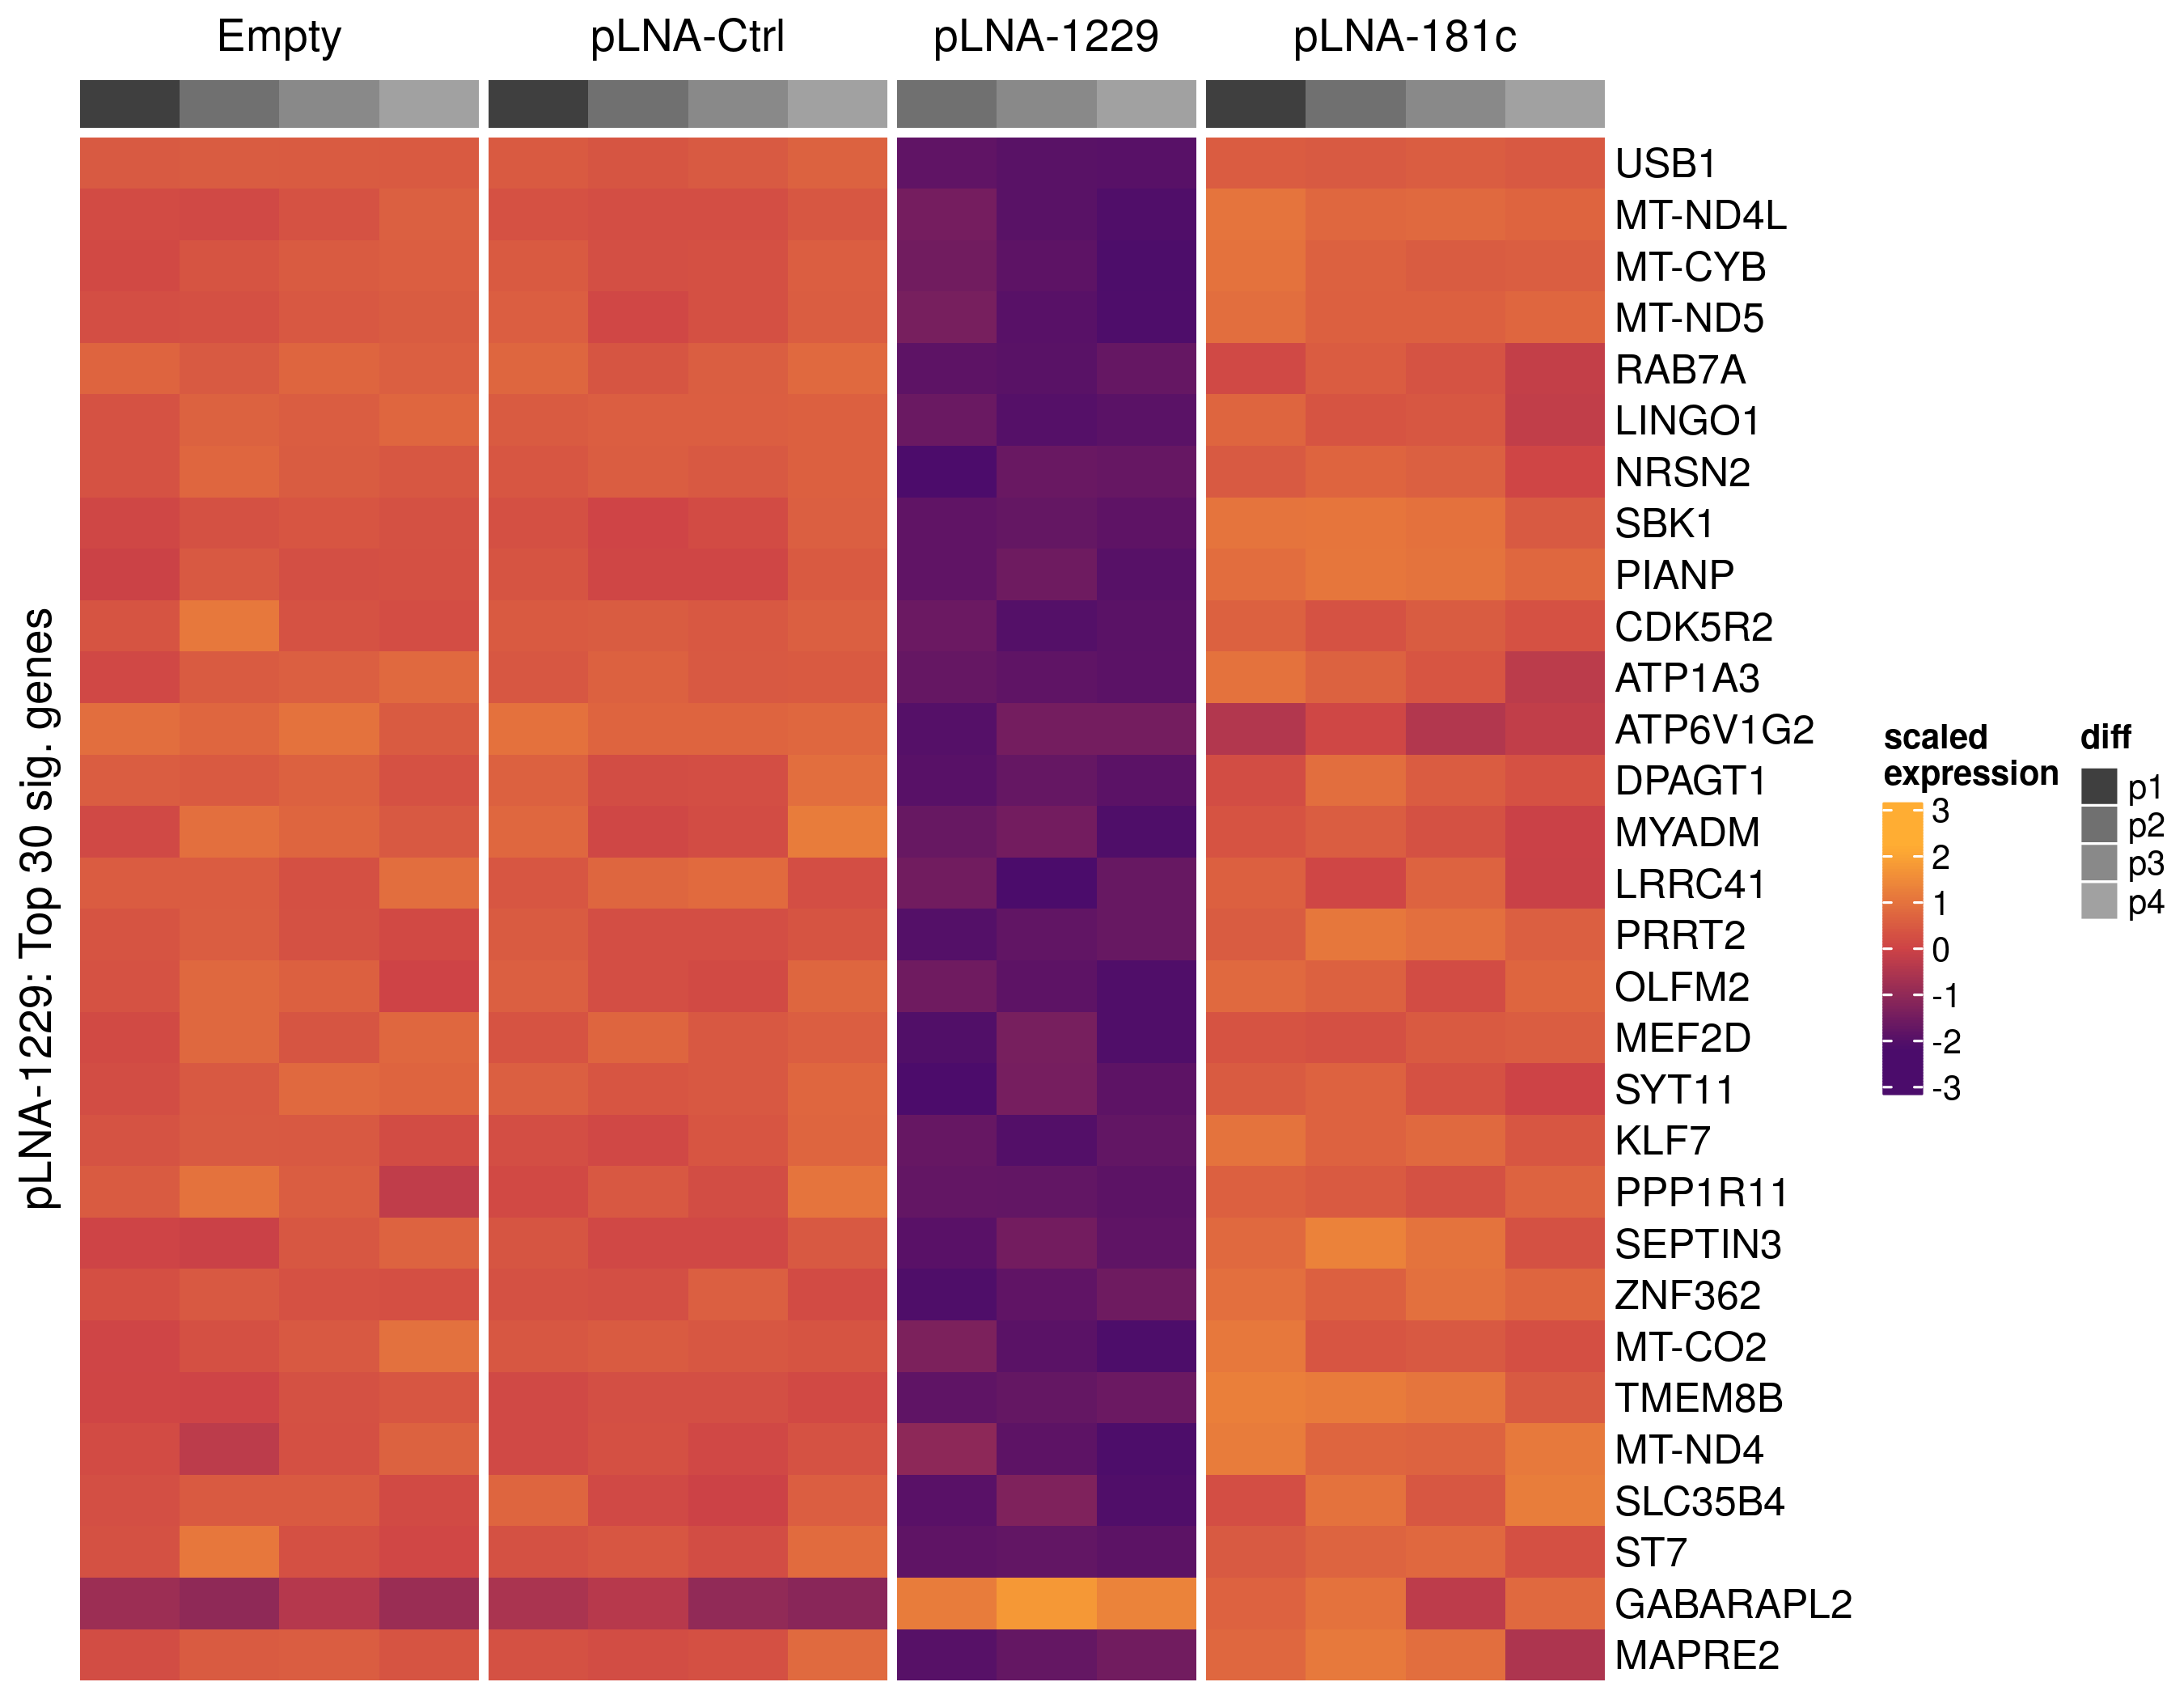 Empty
pLNA-Ctrl
pLNA-1229
pLNA-181c
pLNA-1229: Top 30 sig. genes
USB1
MT-ND4L
MT-CYB
MT-ND5
RAB7A
LINGO1
NRSN2
SBK1
PIANP
CDK5R2
ATP1A3
ATP6V1G2
DPAGT1
MYADM
LRRC41
PRRT2
OLFM2
MEF2D
SYT11
KLF7
PPP1R11
SEPTIN3
ZNF362
MT-CO2
TMEM8B
MT-ND4
SLC35B4
ST7
GABARAPL2
MAPRE2
scaled
expression
3
2
1
0
-1
-2
-3
diff
p1
p2
p3
p4